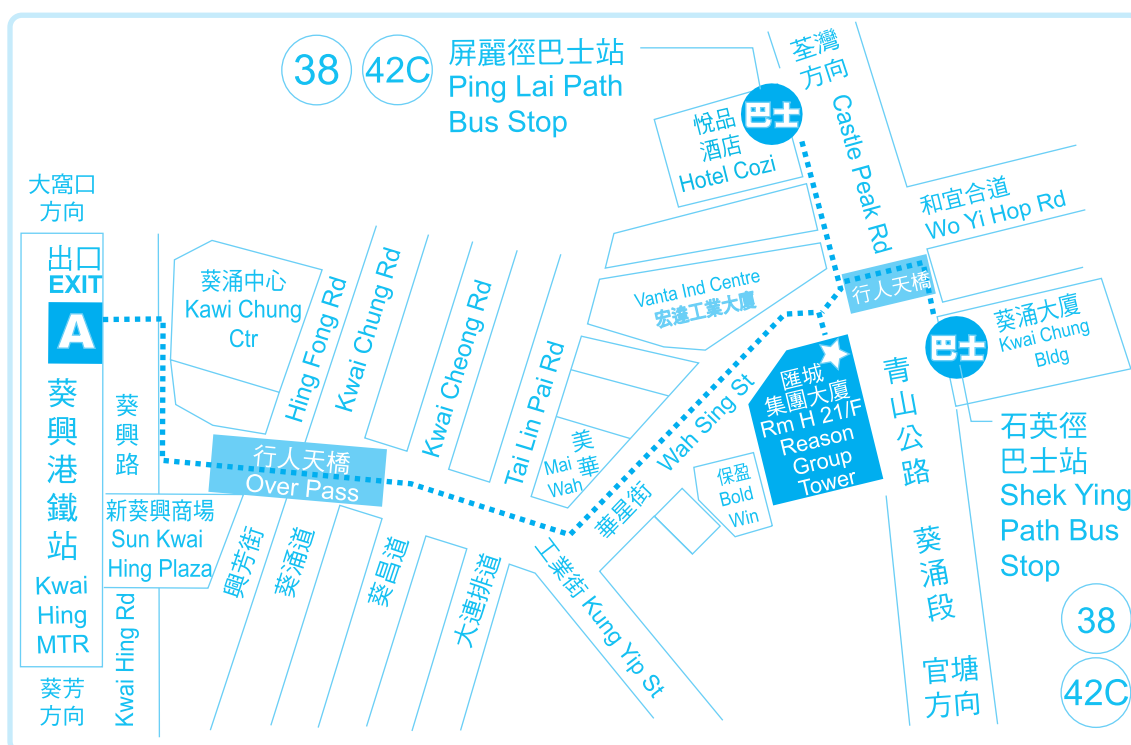 38
42C
屏麗徑巴士站
Ping Lai Path
Bus Stop
荃灣
方向
Castle Peak Rd
巴士
悅品
酒店
Hotel Cozi
和宜合道
Wo Yi Hop Rd
大窩口
方向
出口
EXIT
A
葵興港鐵站
Kwai
Hing
MTR
葵芳
方向
葵興路
Kwai Hing Rd
葵涌中心
Kawi Chung
Ctr
Hing Fong Rd
Kwai Chung Rd
Kwai Cheong Rd
Tai Lin Pai Rd
行人天橋
Over Pass
新葵興商場
Sun Kwai
Hing Plaza
興芳街
葵涌道
葵昌道
大連排道
工業街 Kung Yip St
美華
Mai
Wah
Vanta Ind Centre
宏達工業大廈
華星街
Wah Sing St
保盈
Bold
Win
匯城
集團大廈
Rm H 21/F
Reason
Group
Tower
行人天橋
巴士
葵涌大廈
Kwai Chung
Bldg
青山公路
葵涌段
官塘
方向
石英徑
巴士站
Shek Ying
Path Bus
Stop
38
42C